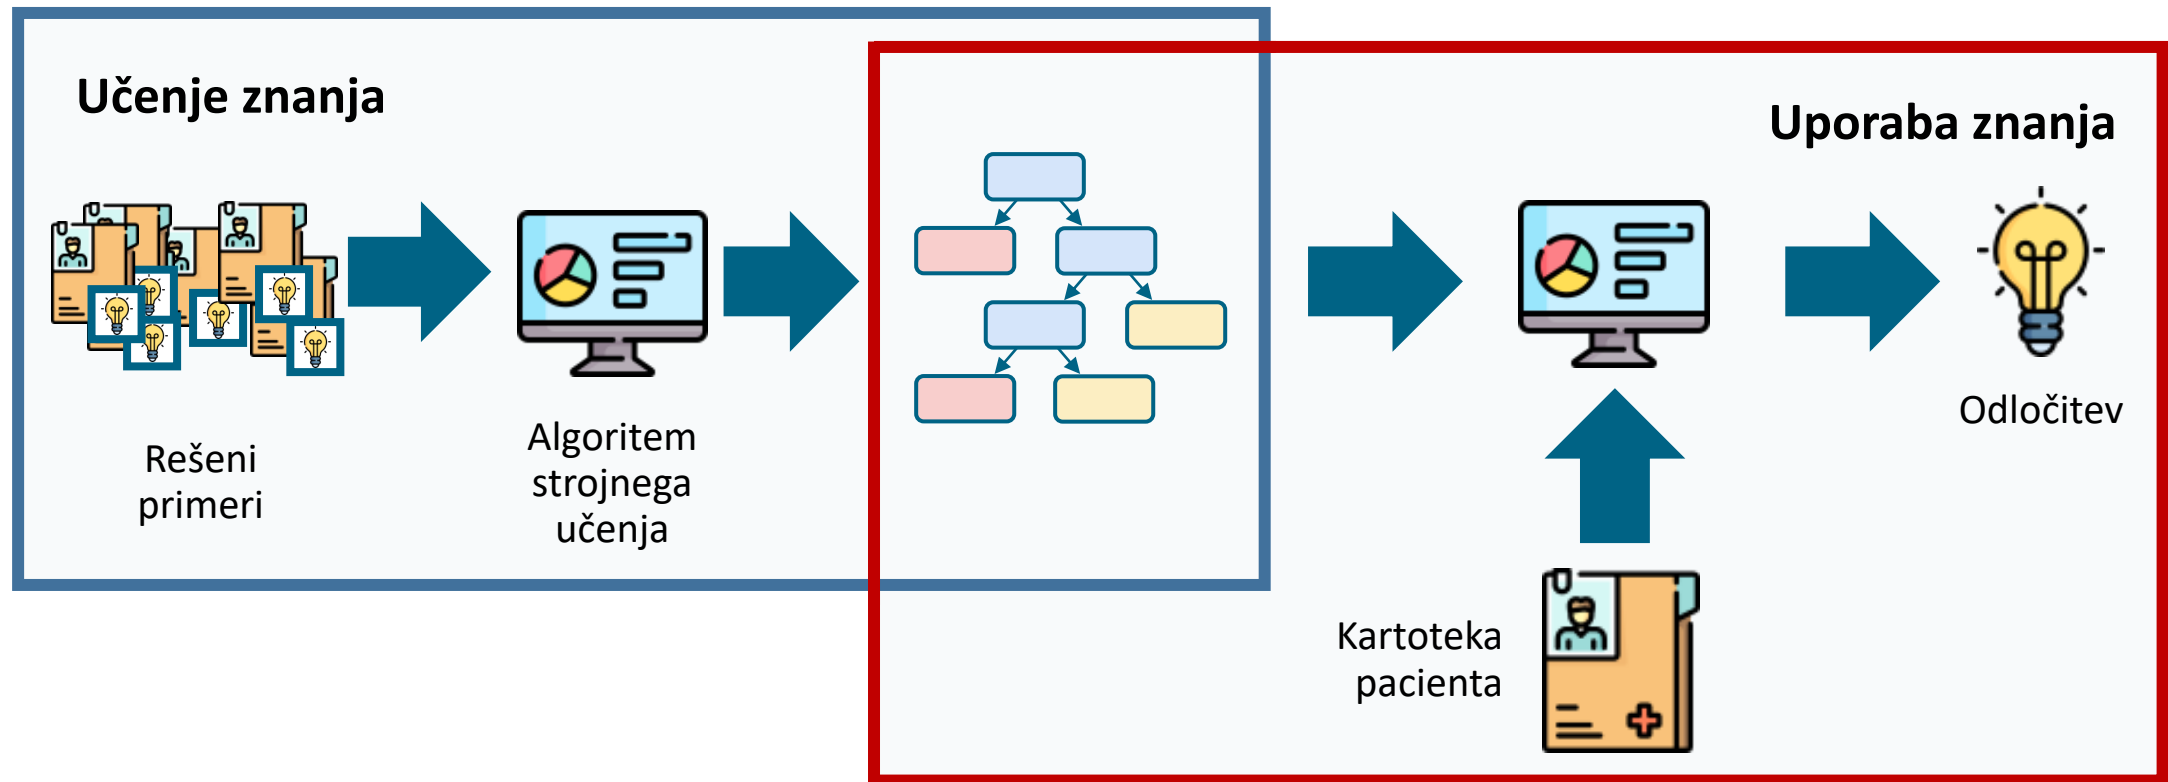 Učenje znanja
Rešeni
primeri
Algoritem
strojnega
učenja
Uporaba znanja
Odločitev
Kartoteka
pacienta